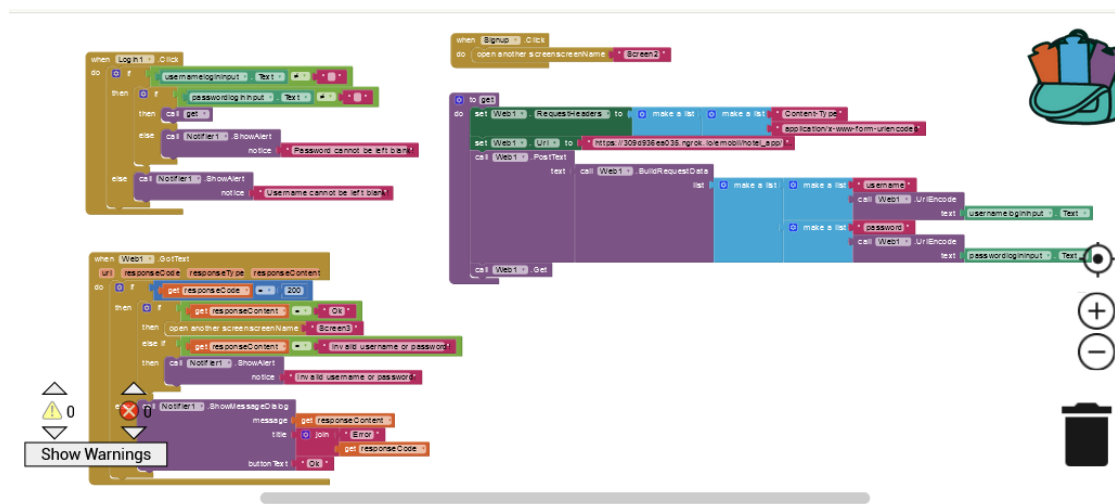 when Login1 .Click
do if usernamelogininput . Text ≠ " "
then if passwordlogininput . Text ≠ " "
then call get
else call Notifier1 .ShowAlert
notice " Password cannot be left blank "
else call Notifier1 .ShowAlert
notice " Username cannot be left blank "
when Web1 .GotText
url responseCode responseType responseContent
do if get responseCode = 200
then if get responseContent = " Ok "
then open another screen screenName " Screen3 "
else if get responseContent = " Invalid username or password "
then call Notifier1 .ShowAlert
notice " Invalid username or password "
call Notifier1 .ShowMessageDialog
message get responseContent
title join " Error "
get responseCode
buttonText " Ok "
0 0
Show Warnings
when Signup .Click
do open another screen screenName " Screen2 "
to get
do set Web1 . RequestHeaders to make a list make a list " Content-Type "
" application/x-www-form-urlencoded "
set Web1 . Url to " https://309d936ea035.ngrok.io/emobil/hotel_app/ "
call Web1 .PostText
text call Web1 .BuildRequestData
list make a list make a list " username "
call Web1 .UriEncode
text usernamelogininput . Text
make a list " password "
call Web1 .UriEncode
text passwordlogininput . Text
call Web1 .Get